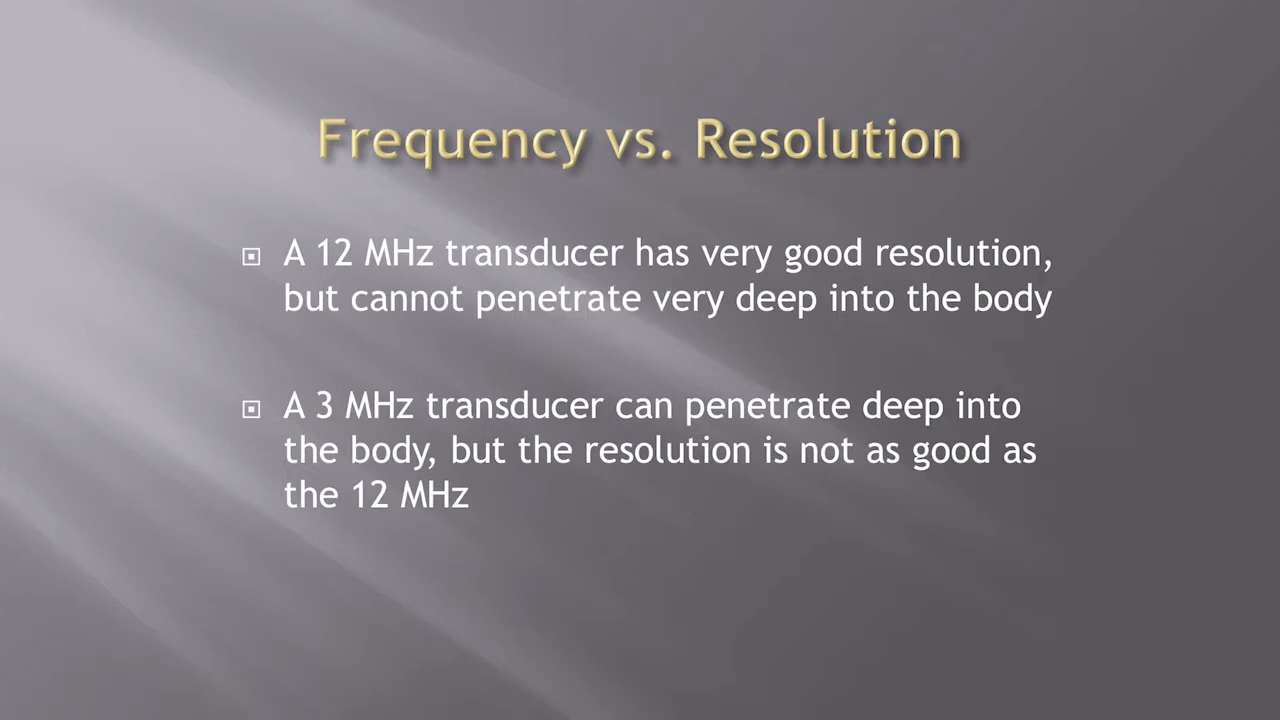 Frequency vs. Resolution
A 12 MHz transducer has very good resolution,
but cannot penetrate very deep into the body
A 3 MHz transducer can penetrate deep into
the body, but the resolution is not as good as
the 12 MHz